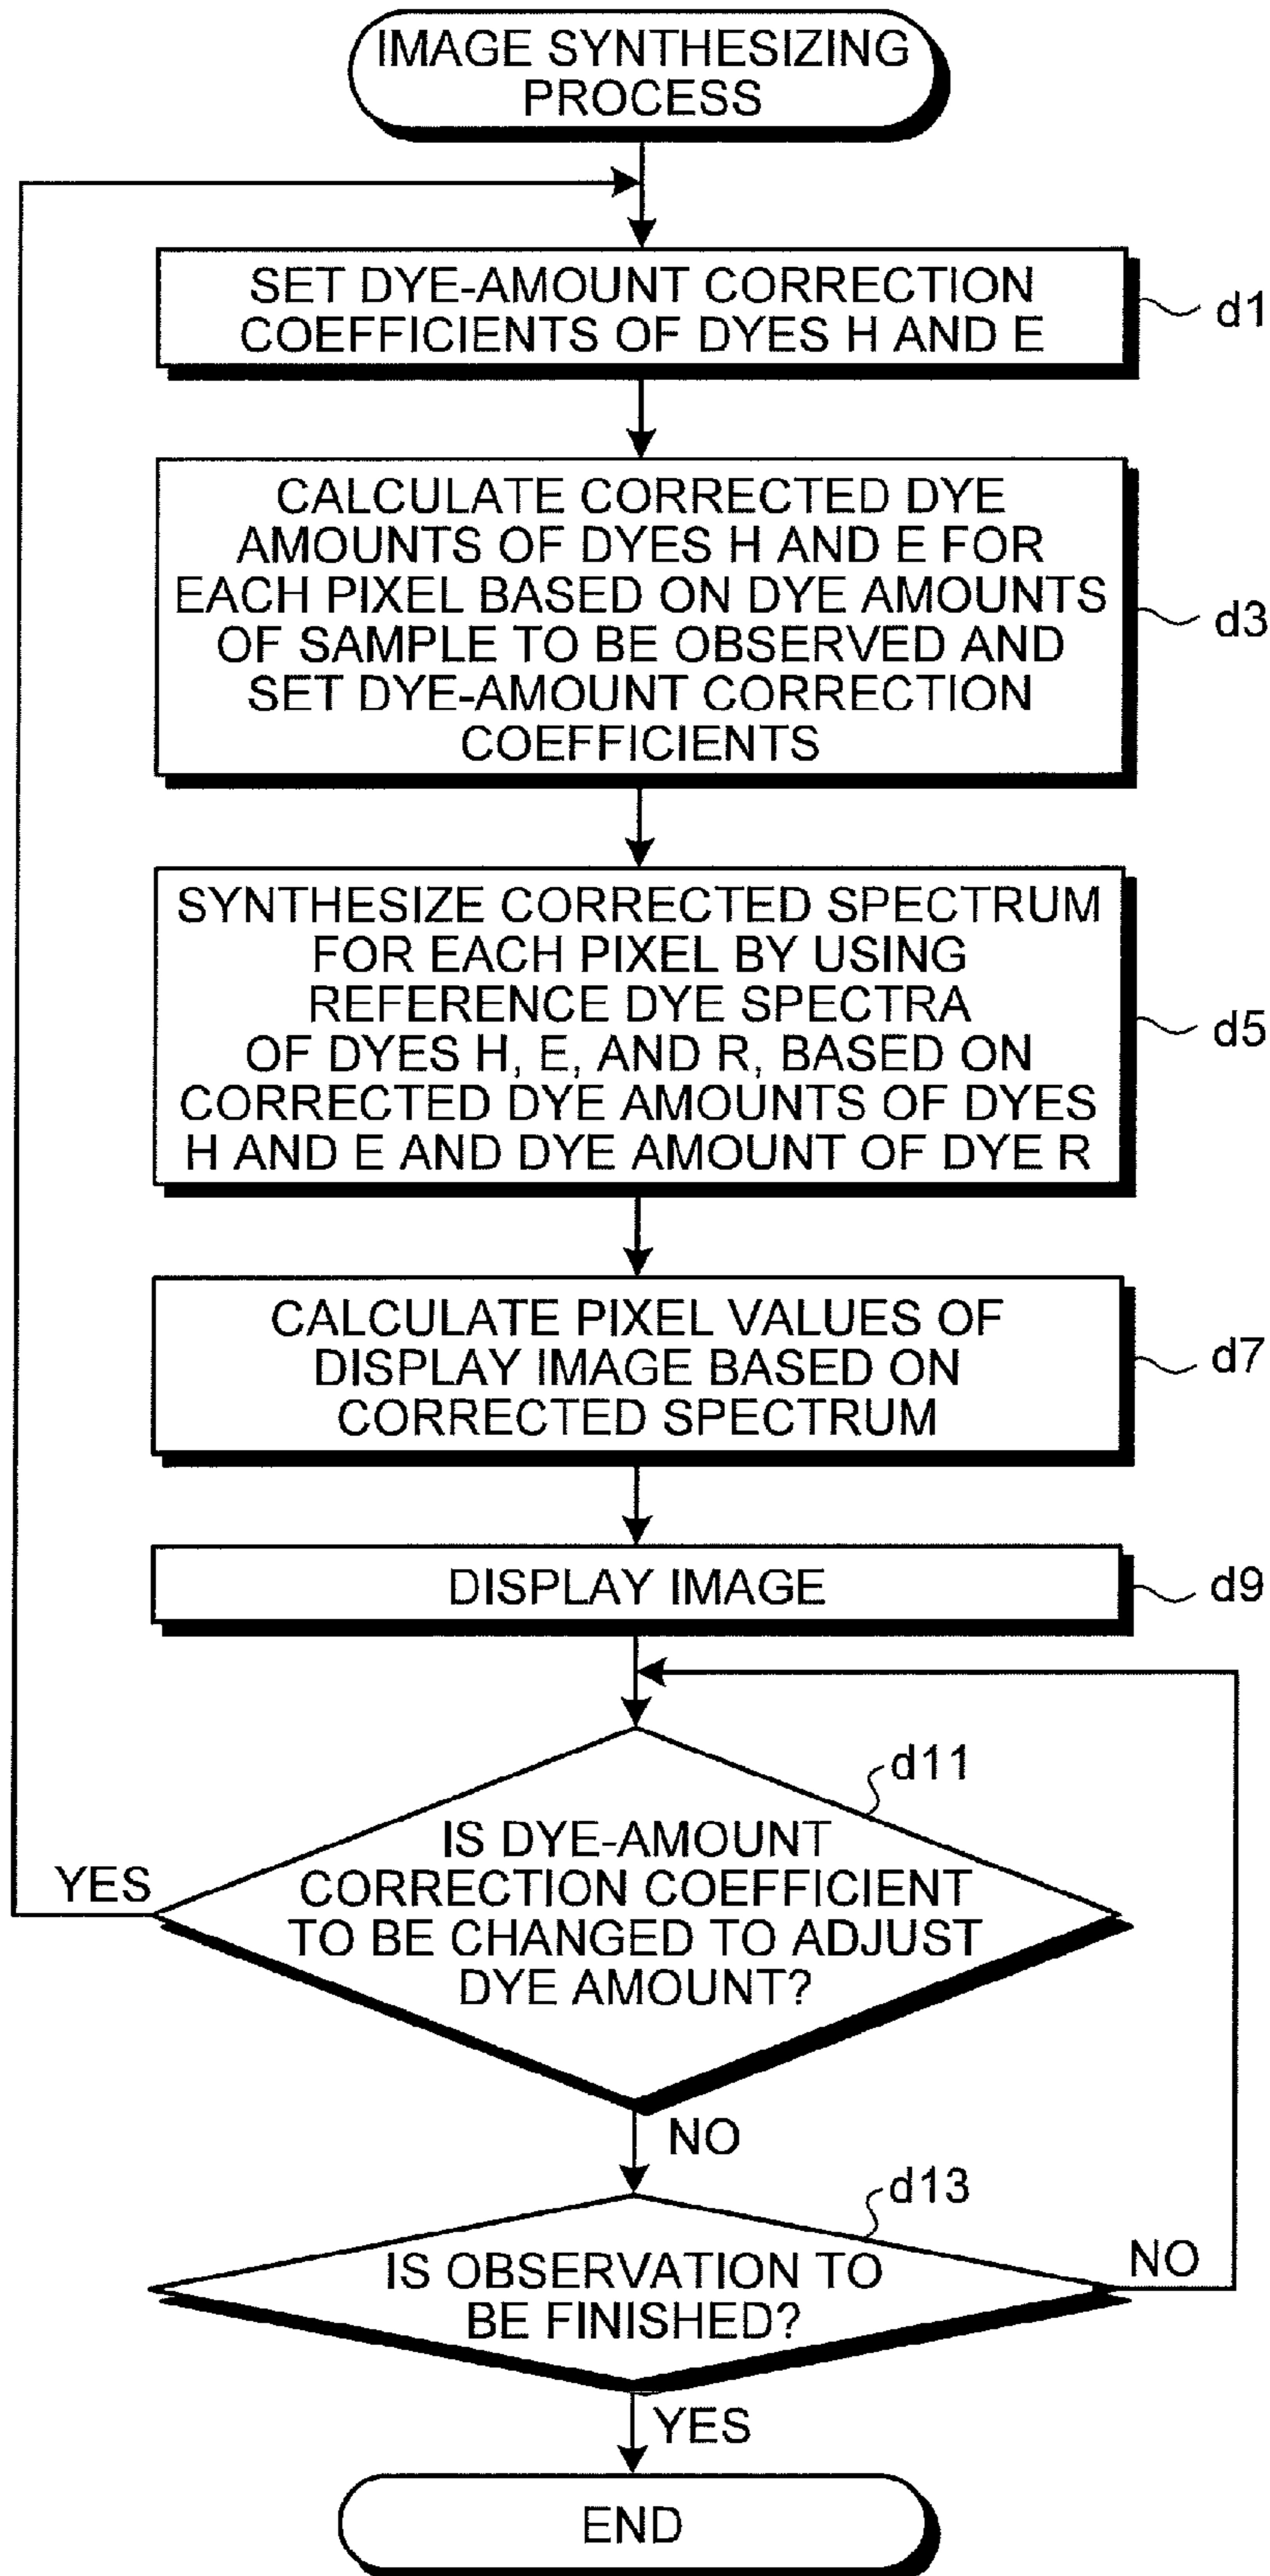 IMAGE SYNTHESIZING
PROCESS
SET DYE-AMOUNT CORRECTION
COEFFICIENTS OF DYES H AND E
d1
CALCULATE CORRECTED DYE
AMOUNTS OF DYES H AND E FOR
EACH PIXEL BASED ON DYE AMOUNTS
OF SAMPLE TO BE OBSERVED AND
SET DYE-AMOUNT CORRECTION
COEFFICIENTS
d3
SYNTHESIZE CORRECTED SPECTRUM
FOR EACH PIXEL BY USING
REFERENCE DYE SPECTRA
OF DYES H, E, AND R, BASED ON
CORRECTED DYE AMOUNTS OF DYES
H AND E AND DYE AMOUNT OF DYE R
d5
CALCULATE PIXEL VALUES OF
DISPLAY IMAGE BASED ON
CORRECTED SPECTRUM
d7
DISPLAY IMAGE
d9
d11
IS DYE-AMOUNT
CORRECTION COEFFICIENT
TO BE CHANGED TO ADJUST
DYE AMOUNT?
YES
NO
d13
IS OBSERVATION TO
BE FINISHED?
NO
YES
END